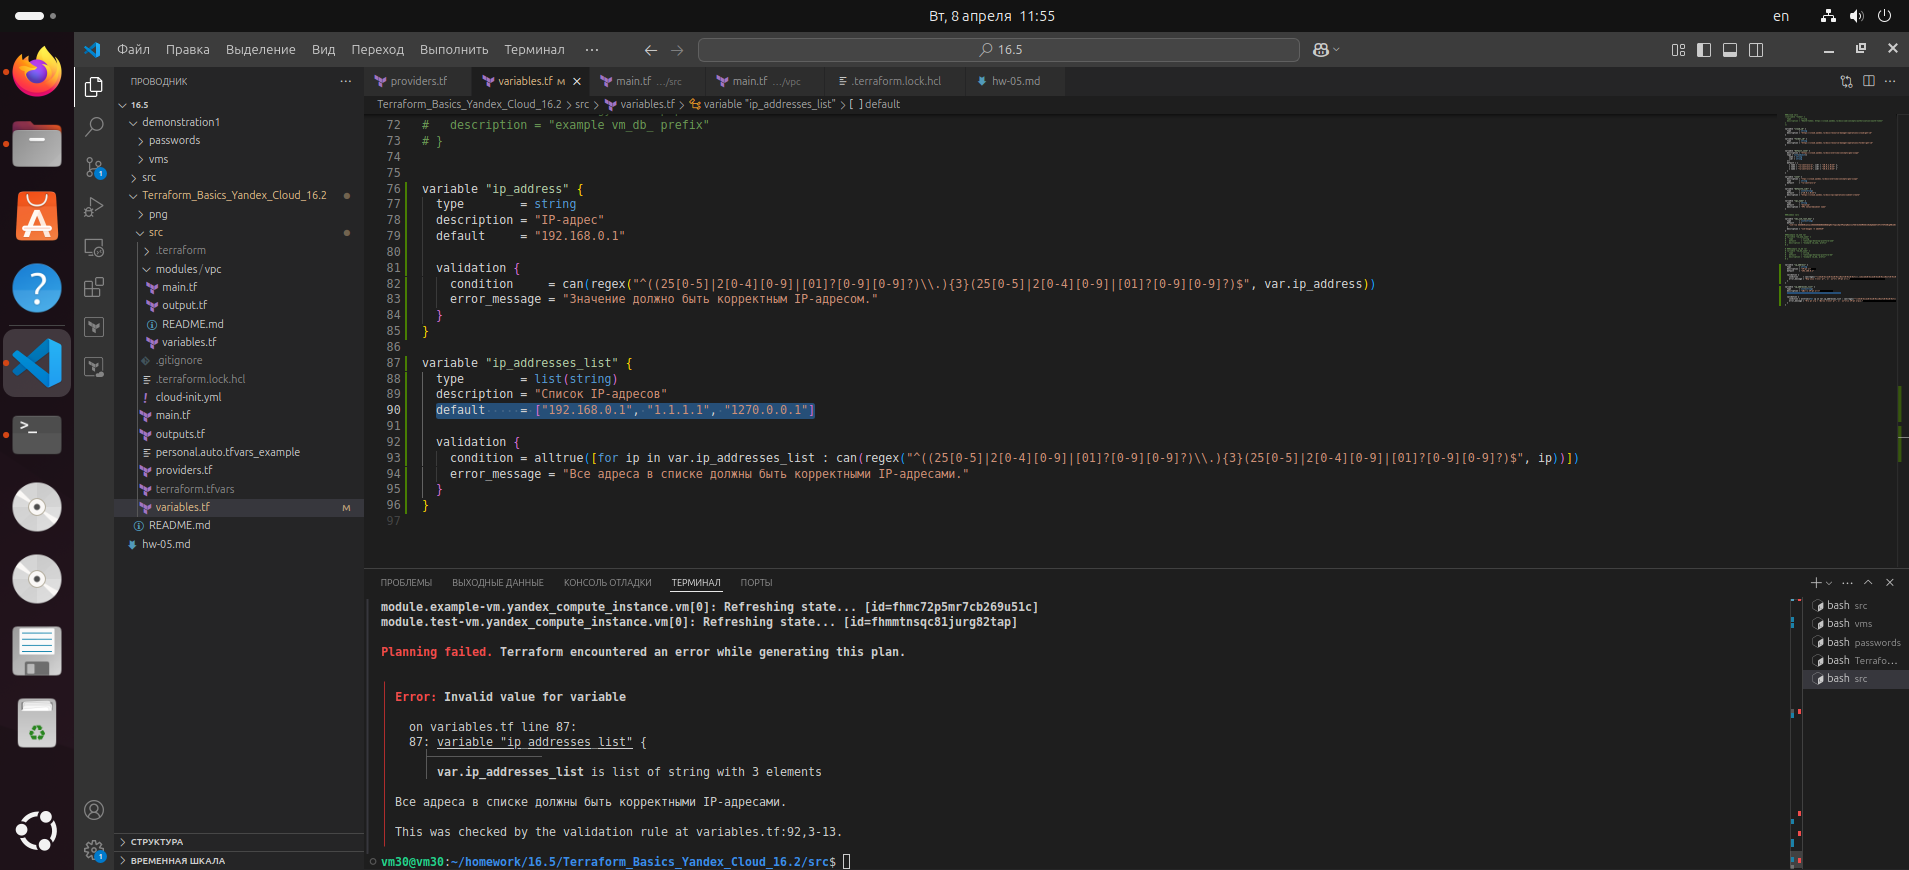 Вт, 8 апреля 11:55
en
Файл Правка Выделение Вид Переход Выполнить Терминал ···
16.5
ПРОВОДНИК
16.5
demonstration1
passwords
vms
src
Terraform_Basics_Yandex_Cloud_16.2
png
src
.terraform
modules/vpc
main.tf
output.tf
README.md
variables.tf
.gitignore
.terraform.lock.hcl
cloud-init.yml
main.tf
outputs.tf
personal.auto.tfvars_example
providers.tf
terraform.tfvars
variables.tf M
README.md
hw-05.md
СТРУКТУРА
ВРЕМЕННАЯ ШКАЛА
providers.tf variables.tf M main.tf .../src main.tf .../vpc .terraform.lock.hcl hw-05.md
Terraform_Basics_Yandex_Cloud_16.2 > src > variables.tf > variable "ip_addresses_list" > [ ] default
72 #   description = "example vm_db_ prefix"
73 # }
74
75
76 variable "ip_address" {
77   type        = string
78   description = "IP-адрес"
79   default     = "192.168.0.1"
80
81   validation {
82     condition     = can(regex("^((25[0-5]|2[0-4][0-9]|[01]?[0-9][0-9]?)\\.){3}(25[0-5]|2[0-4][0-9]|[01]?[0-9][0-9]?)$", var.ip_address))
83     error_message = "Значение должно быть корректным IP-адресом."
84   }
85 }
86
87 variable "ip_addresses_list" {
88   type        = list(string)
89   description = "Список IP-адресов"
90   default     = ["192.168.0.1", "1.1.1.1", "1270.0.0.1"]
91
92   validation {
93     condition = alltrue([for ip in var.ip_addresses_list : can(regex("^((25[0-5]|2[0-4][0-9]|[01]?[0-9][0-9]?)\\.){3}(25[0-5]|2[0-4][0-9]|[01]?[0-9][0-9]?)$", ip))])
94     error_message = "Все адреса в списке должны быть корректными IP-адресами."
95   }
96 }
97
ПРОБЛЕМЫ ВЫХОДНЫЕ ДАННЫЕ КОНСОЛЬ ОТЛАДКИ ТЕРМИНАЛ ПОРТЫ
module.example-vm.yandex_compute_instance.vm[0]: Refreshing state... [id=fhmc72p5mr7cb269u51c]
module.test-vm.yandex_compute_instance.vm[0]: Refreshing state... [id=fhmmtnsqc81jurg82tap]
Planning failed. Terraform encountered an error while generating this plan.
Error: Invalid value for variable
on variables.tf line 87:
87: variable "ip_addresses_list" {
var.ip_addresses_list is list of string with 3 elements
Все адреса в списке должны быть корректными IP-адресами.
This was checked by the validation rule at variables.tf:92,3-13.
vm30@vm30:~/homework/16.5/Terraform_Basics_Yandex_Cloud_16.2/src$
bash src
bash vms
bash passwords
bash Terrafo...
bash src